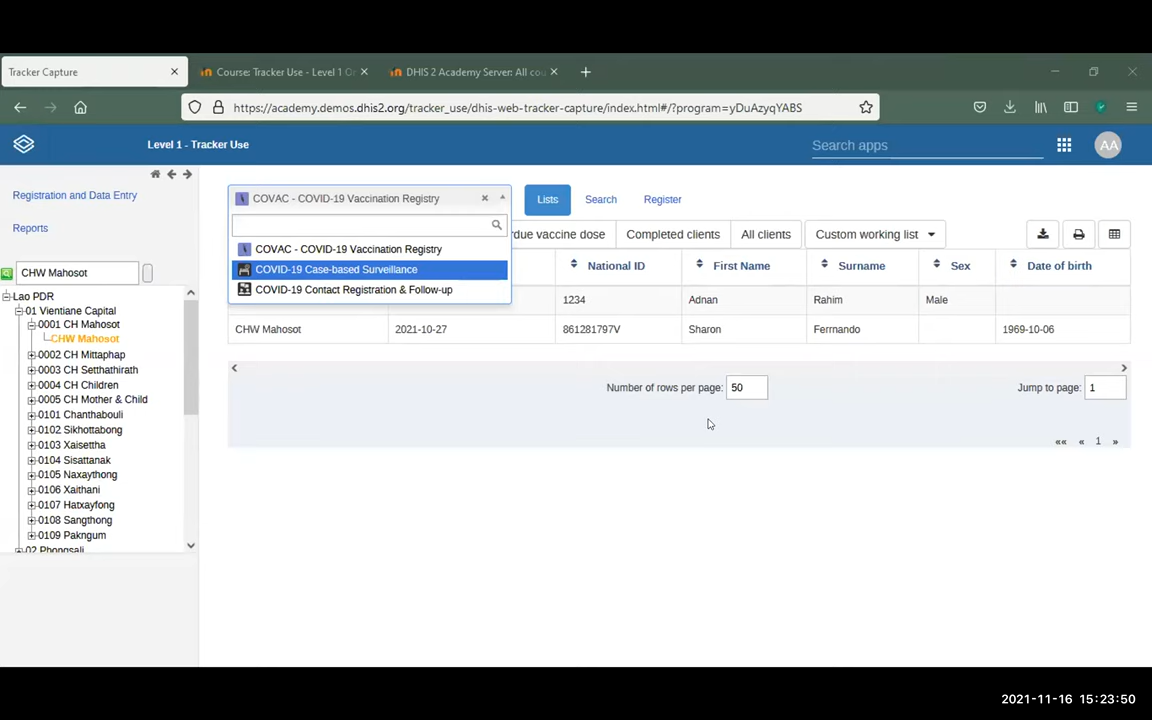 Tracker Capture
Course: Tracker Use - Level 1 O
DHIS 2 Academy Server: All cou
https://academy.demos.dhis2.org/tracker_use/dhis-web-tracker-capture/index.html#/?program=yDuAzyqYABS
Level 1 - Tracker Use
Search apps
AA
Registration and Data Entry
Reports
CHW Mahosot
Lao PDR
01 Vientiane Capital
0001 CH Mahosot
CHW Mahosot
0002 CH Mittaphap
0003 CH Setthathirath
0004 CH Children
0005 CH Mother & Child
0101 Chanthabouli
0102 Sikhottabong
0103 Xaisettha
0104 Sisattanak
0105 Naxaythong
0106 Xaithani
0107 Hatxayfong
0108 Sangthong
0109 Pakngum
02 Phongsali
COVAC - COVID-19 Vaccination Registry
Lists
Search
Register
COVAC - COVID-19 Vaccination Registry
COVID-19 Case-based Surveillance
COVID-19 Contact Registration & Follow-up
rdue vaccine dose
Completed clients
All clients
Custom working list
National ID
First Name
Surname
Sex
Date of birth
1234
Adnan
Rahim
Male
CHW Mahosot
2021-10-27
861281797V
Sharon
Ferrnando
1969-10-06
Number of rows per page: 50
Jump to page: 1
«« « 1 »
2021-11-16 15:23:50